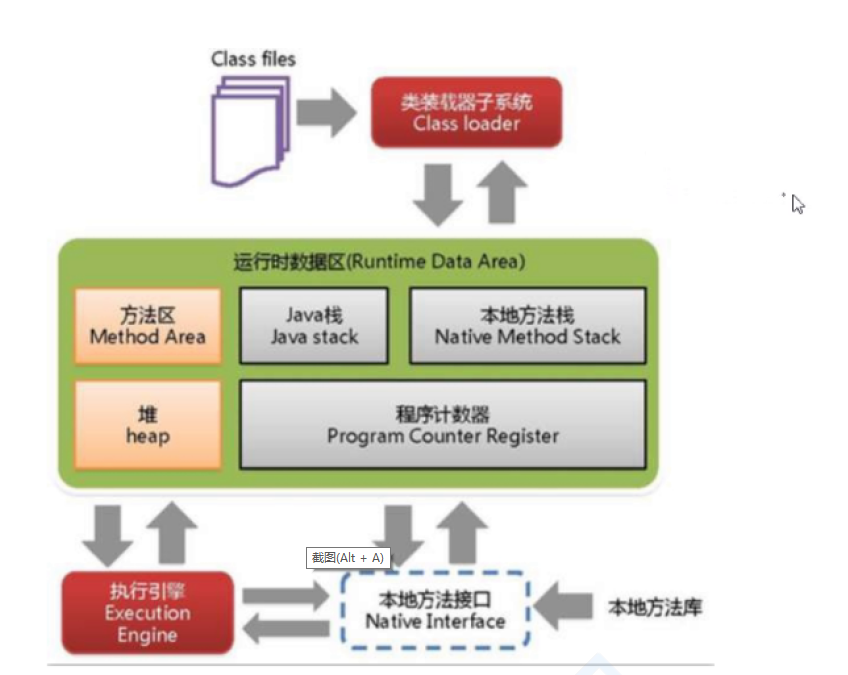 Class files
类装载器子系统
Class loader
运行时数据区(Runtime Data Area)
方法区
Method Area
Java栈
Java stack
本地方法栈
Native Method Stack
堆
heap
程序计数器
Program Counter Register
截图(Alt + A)
执行引擎
Execution
Engine
本地方法接口
Native Interface
本地方法库